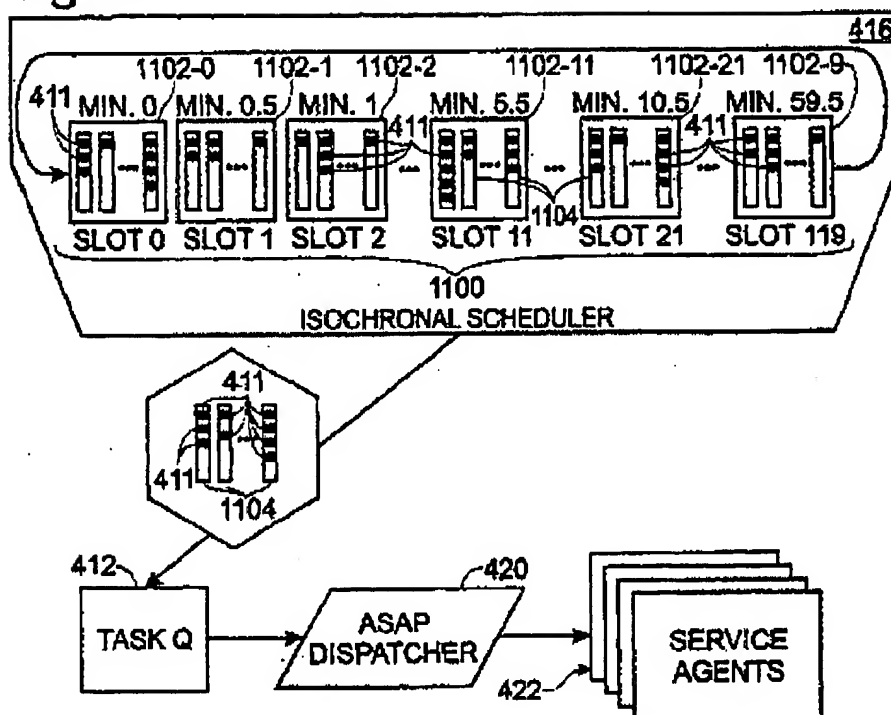 416
1102-0 1102-1 1102-2 1102-11 1102-21 1102-9
411 MIN. 0 MIN. 0.5 MIN. 1 MIN. 5.5 MIN. 10.5 MIN. 59.5
411 411
1104
SLOT 0 SLOT 1 SLOT 2 SLOT 11 SLOT 21 SLOT 119
1100
ISOCHRONAL SCHEDULER
411
411
1104
412 420
TASK Q
ASAP
DISPATCHER
SERVICE
AGENTS
422